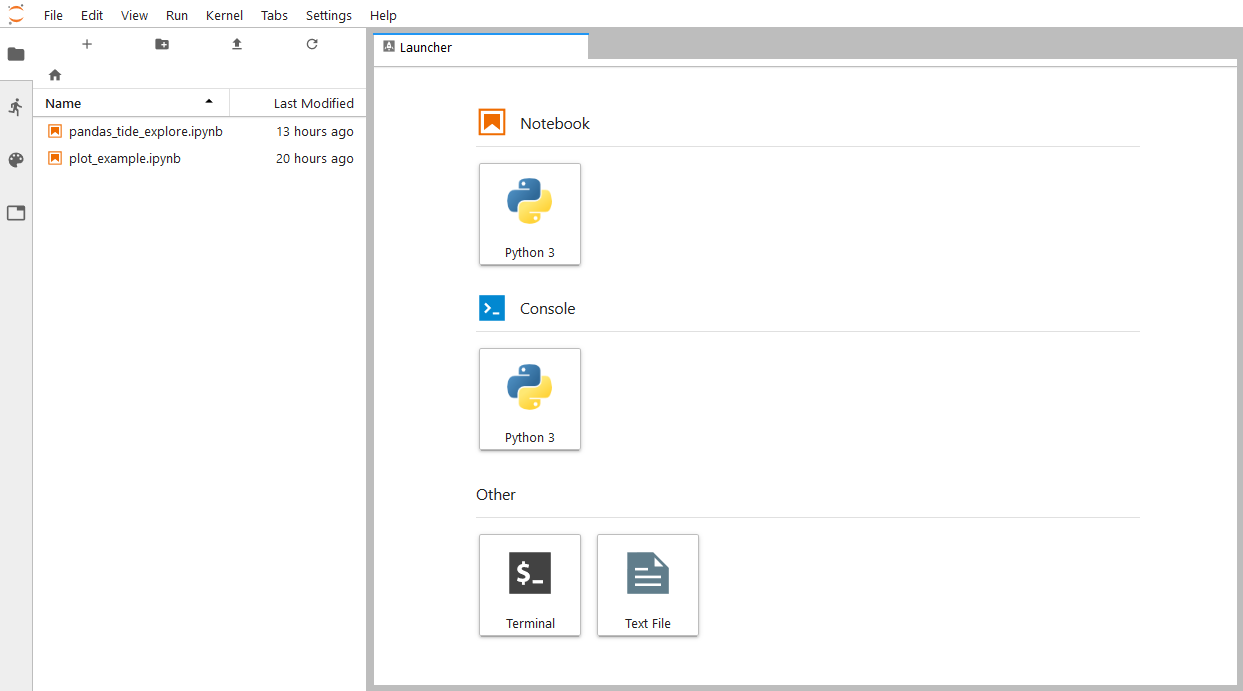 File Edit View Run Kernel Tabs Settings Help
Launcher
Name Last Modified
pandas_tide_explore.ipynb 13 hours ago
plot_example.ipynb 20 hours ago
Notebook
Python 3
Console
Python 3
Other
$_
Terminal Text File